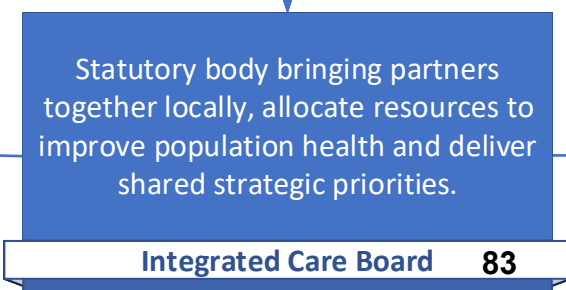 Statutory body bringing partners
together locally, allocate resources to
improve population health and deliver
shared strategic priorities.
Integrated Care Board 83